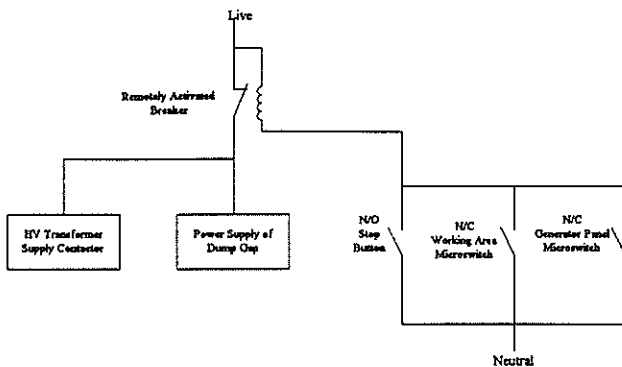 Live
Remotely Activated
Breaker
HV Transformer
Supply Contactor
Power Supply of
Dump Gap
N/O
Stop
Button
N/C
Working Area
Microswitch
N/C
Generator Panel
Microswitch
Neutral